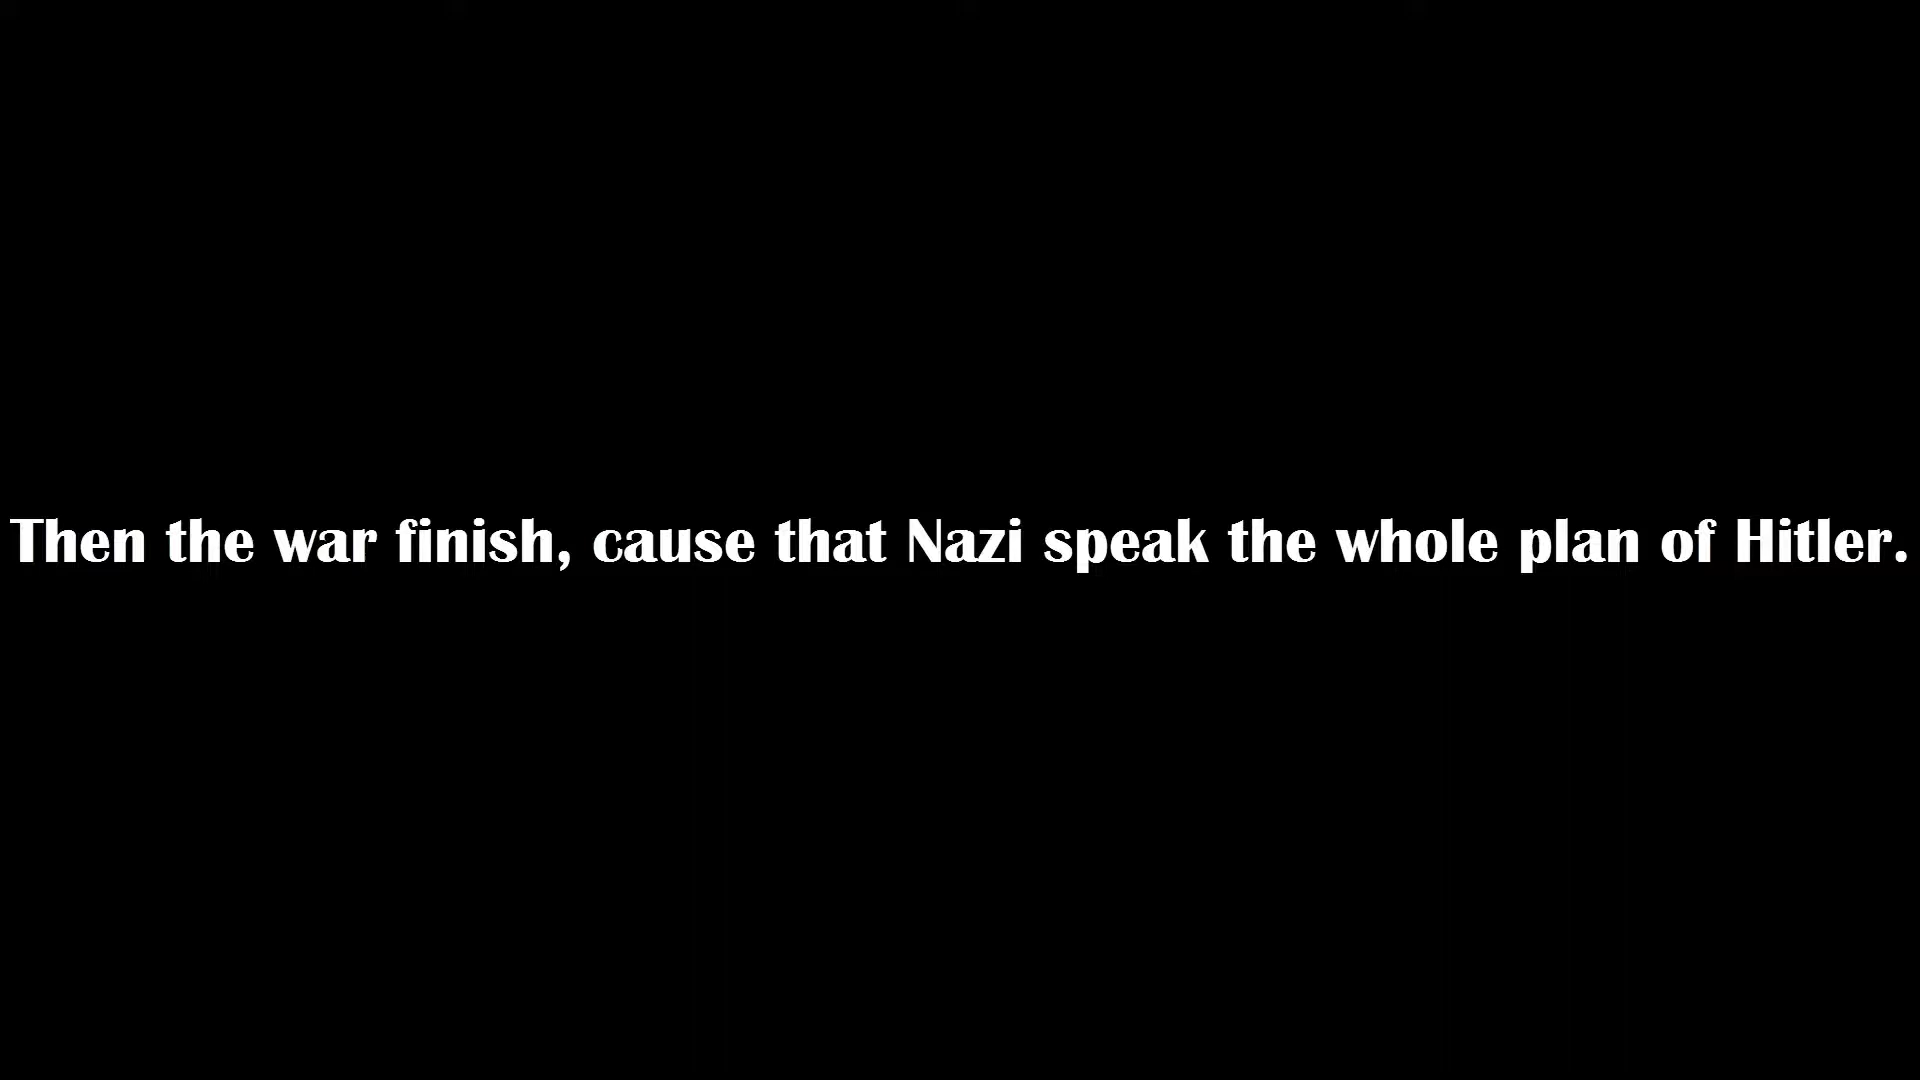 Then the war finish, cause that Nazi speak the whole plan of Hitler.